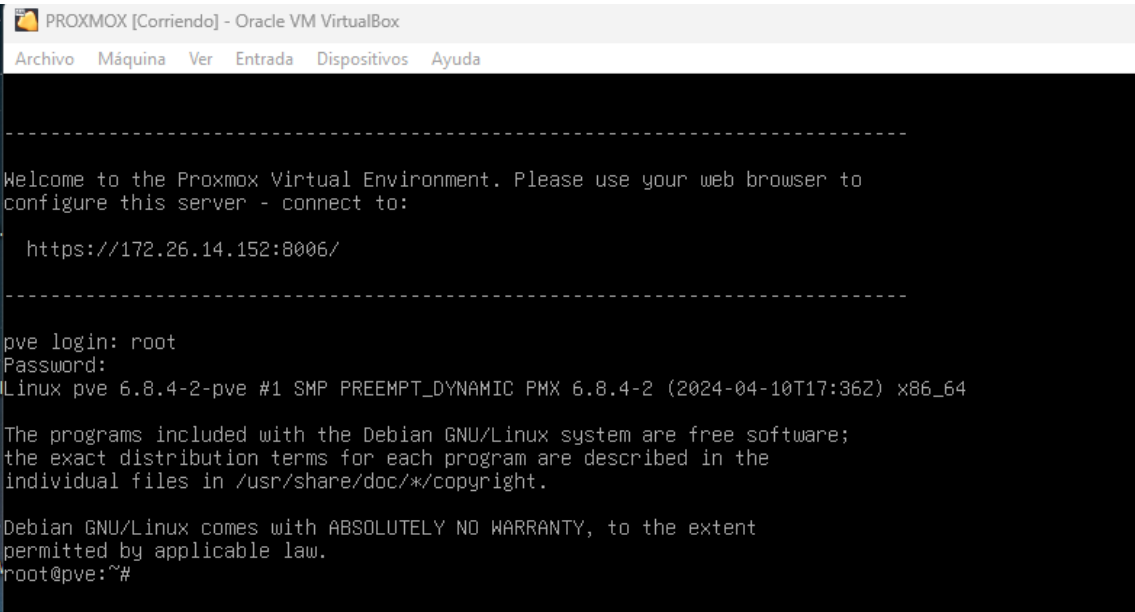 PROXMOX [Corriendo] - Oracle VM VirtualBox
Archivo Máquina Ver Entrada Dispositivos Ayuda
------------------------------------------------------------------------------
Welcome to the Proxmox Virtual Environment. Please use your web browser to
configure this server - connect to:
https://172.26.14.152:8006/
------------------------------------------------------------------------------
pve login: root
Password:
Linux pve 6.8.4-2-pve #1 SMP PREEMPT_DYNAMIC PMX 6.8.4-2 (2024-04-10T17:36Z) x86_64
The programs included with the Debian GNU/Linux system are free software;
the exact distribution terms for each program are described in the
individual files in /usr/share/doc/*/copyright.
Debian GNU/Linux comes with ABSOLUTELY NO WARRANTY, to the extent
permitted by applicable law.
root@pve:~#